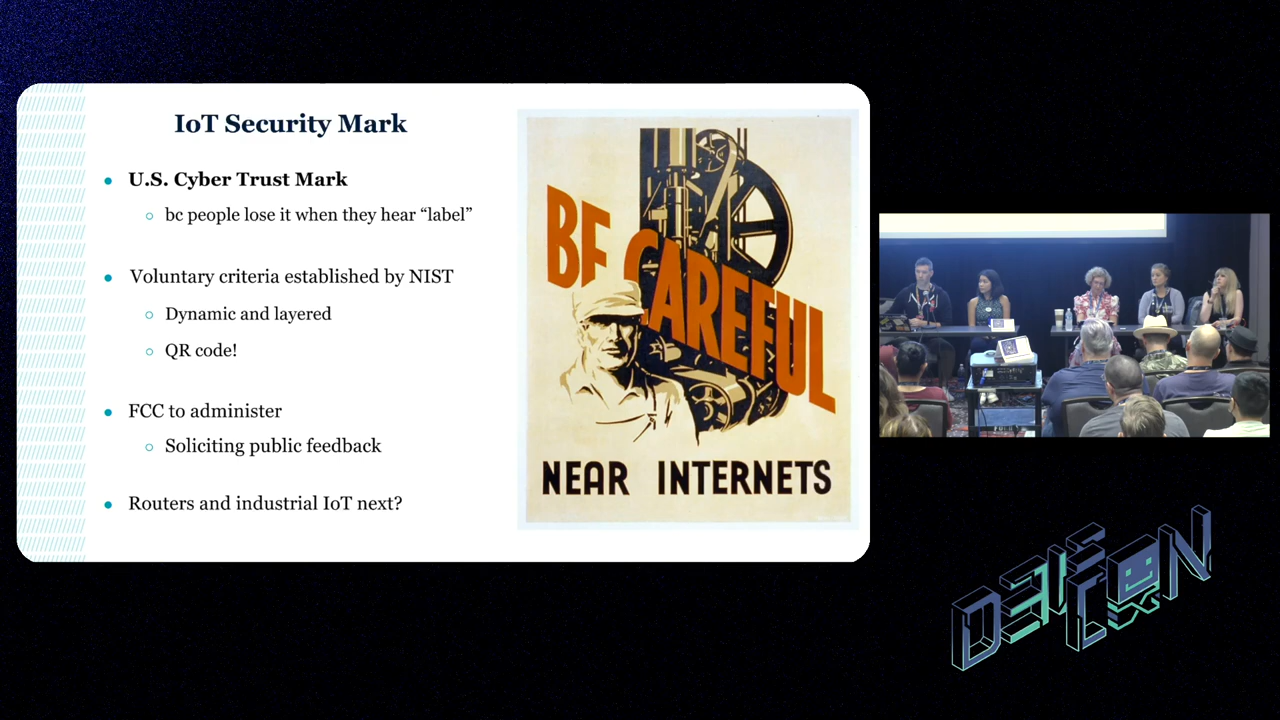 IoT Security Mark
U.S. Cyber Trust Mark
bc people lose it when they hear “label”
Voluntary criteria established by NIST
Dynamic and layered
QR code!
FCC to administer
Soliciting public feedback
Routers and industrial IoT next?
BE
CAREFUL
NEAR INTERNETS
DEF
CON